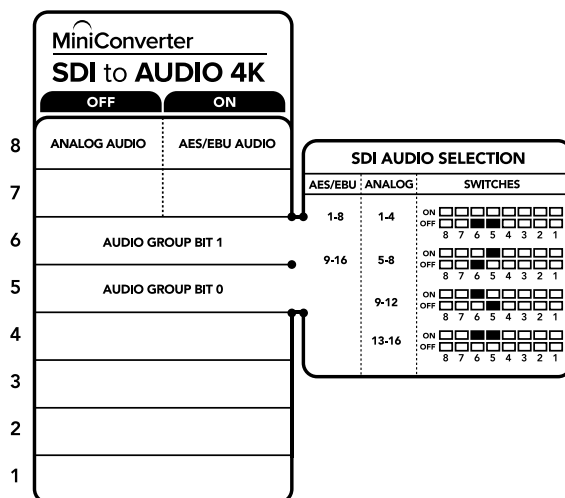 MiniConverter
SDI to AUDIO 4K
OFF ON
8 ANALOG AUDIO AES/EBU AUDIO
7
6 AUDIO GROUP BIT 1
5 AUDIO GROUP BIT 0
4
3
2
1
SDI AUDIO SELECTION
AES/EBU ANALOG SWITCHES
1-8 1-4 ON
OFF
8 7 6 5 4 3 2 1
9-16 5-8 ON
OFF
8 7 6 5 4 3 2 1
9-12 ON
OFF
8 7 6 5 4 3 2 1
13-16 ON
OFF
8 7 6 5 4 3 2 1